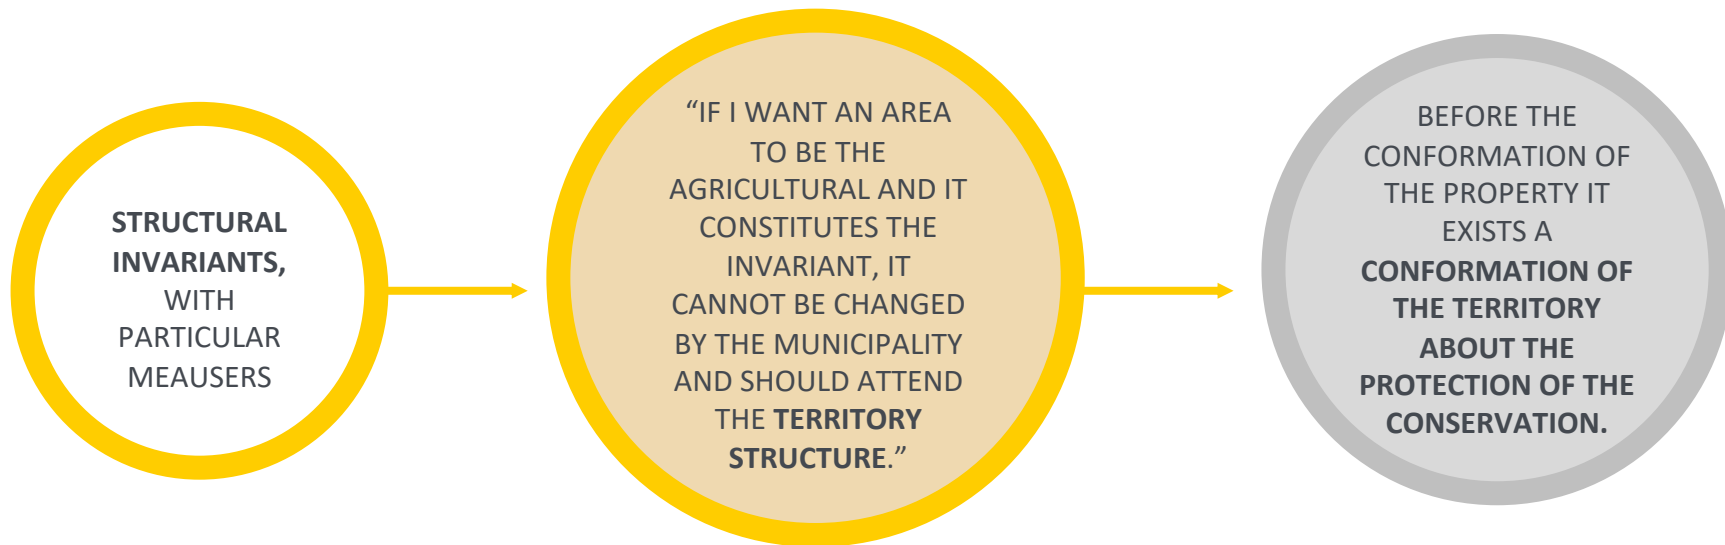 STRUCTURAL
INVARIANTS,
WITH
PARTICULAR
MEAUSERS
“IF I WANT AN AREA
TO BE THE
AGRICULTURAL AND IT
CONSTITUTES THE
INVARIANT, IT
CANNOT BE CHANGED
BY THE MUNICIPALITY
AND SHOULD ATTEND
THE TERRITORY
STRUCTURE.”
BEFORE THE
CONFORMATION OF
THE PROPERTY IT
EXISTS A
CONFORMATION OF
THE TERRITORY
ABOUT THE
PROTECTION OF THE
CONSERVATION.